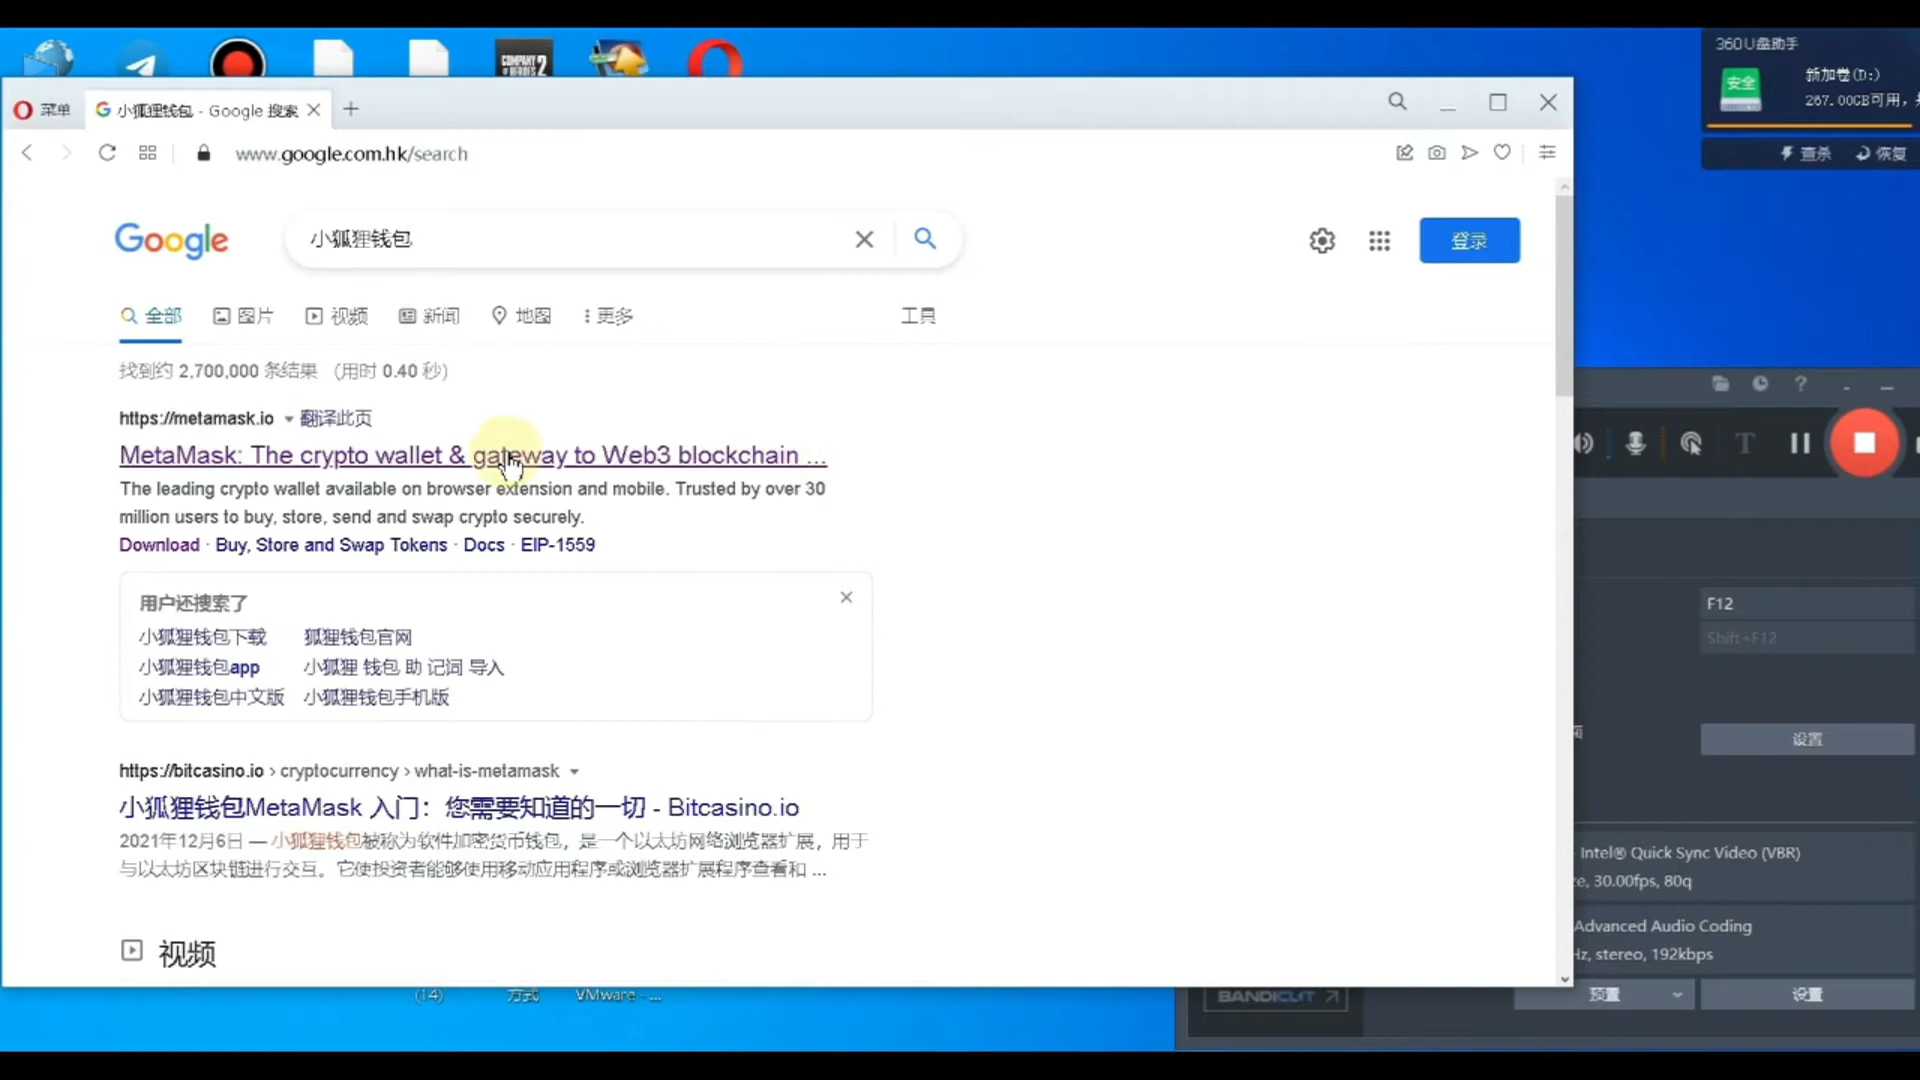 COMPANY
OF HEROES 2
360U盘助手
安全
新加卷(D:)
267.00GB可用,
查杀
恢复
菜单
小狐狸钱包 - Google 搜索
www.google.com.hk/search
Google
小狐狸钱包
登录
全部
图片
视频
新闻
地图
更多
工具
找到约 2,700,000 条结果 (用时 0.40 秒)
https://metamask.io
翻译此页
MetaMask: The crypto wallet & gateway to Web3 blockchain ...
The leading crypto wallet available on browser extension and mobile. Trusted by over 30
million users to buy, store, send and swap crypto securely.
Download · Buy, Store and Swap Tokens · Docs · EIP-1559
用户还搜索了
小狐狸钱包下载
狐狸钱包官网
小狐狸钱包app
小狐狸 钱包 助 记词 导入
小狐狸钱包中文版
小狐狸钱包手机版
https://bitcasino.io › cryptocurrency › what-is-metamask
小狐狸钱包MetaMask 入门：您需要知道的一切 - Bitcasino.io
2021年12月6日 — 小狐狸钱包被称为软件加密货币钱包，是一个以太坊网络浏览器扩展，用于
与以太坊区块链进行交互。它使投资者能够使用移动应用程序或浏览器扩展程序查看和 ...
视频
F12
Shift+F12
设置
Intel® Quick Sync Video (VBR)
30.00fps, 80q
Advanced Audio Coding
Hz, stereo, 192kbps
预置
设置
BANDICUT
(14)
方式
VMware - ...